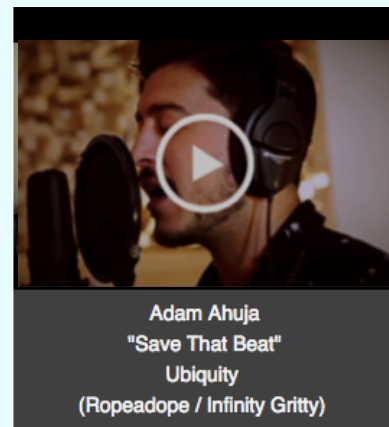 Adam Ahuja
"Save That Beat"
Ubiquity
(Ropeadope / Infinity Gritty)